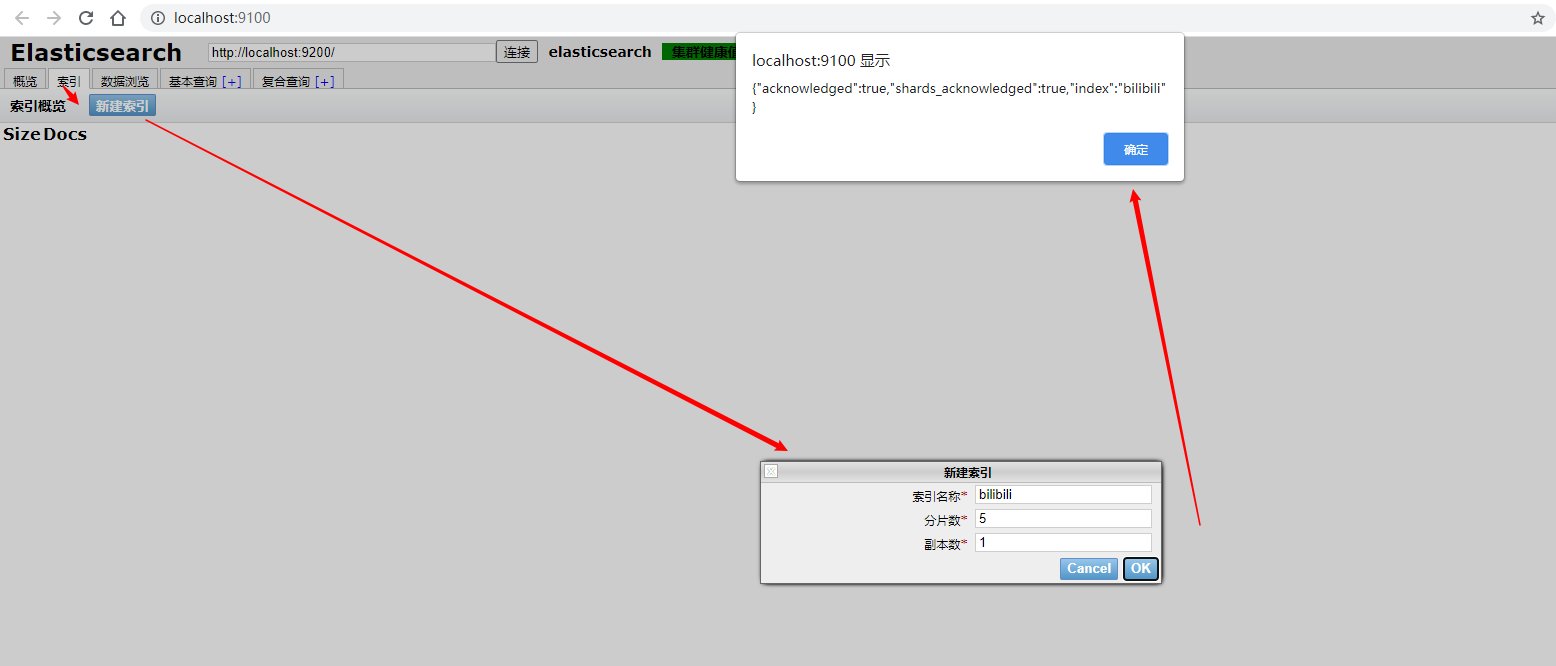 localhost:9100
Elasticsearch http://localhost:9200/ 连接 elasticsearch 集群健康值
概览 索引 数据浏览 基本查询 [+] 复合查询 [+]
索引概览 新建索引
Size Docs
localhost:9100 显示
{"acknowledged":true,"shards_acknowledged":true,"index":"bilibili"
}
确定
新建索引
索引名称* bilibili
分片数* 5
副本数* 1
Cancel OK